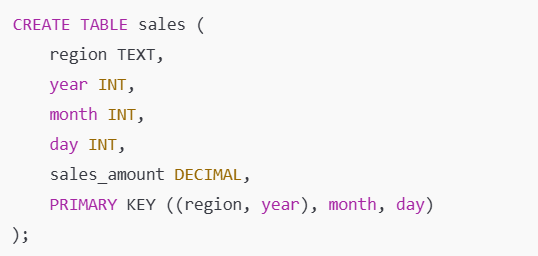 CREATE TABLE sales (
    region TEXT,
    year INT,
    month INT,
    day INT,
    sales_amount DECIMAL,
    PRIMARY KEY ((region, year), month, day)
);